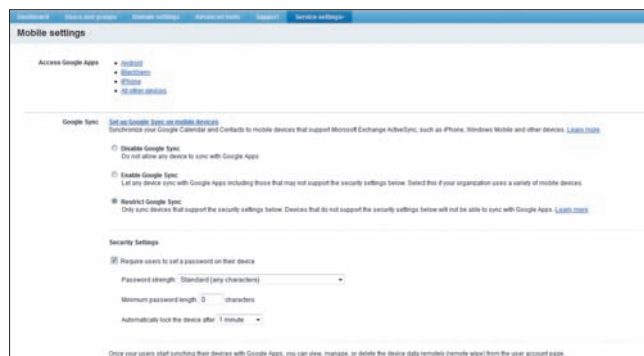 Dashboard Users and groups Domain settings Advanced tools Support Service settings
Mobile settings
Access Google Apps
• Android
• BlackBerry
• iPhone
• All other devices
Google Sync
Set up Google Sync on mobile devices
Synchronize your Google Calendar and Contacts to mobile devices that support Microsoft Exchange ActiveSync, such as iPhone, Windows Mobile and other devices. Learn more
Disable Google Sync
Do not allow any device to sync with Google Apps
Enable Google Sync
Let any device sync with Google Apps including those that may not support the security settings below. Select this if your organization uses a variety of mobile devices.
Restrict Google Sync
Only sync devices that support the security settings below. Devices that do not support the security settings below will not be able to sync with Google Apps. Learn more
Security Settings
Require users to set a password on their device
Password strength Standard (any characters)
Minimum password length 0 characters
Automatically lock the device after 1 minute
Once your users start synching their devices with Google Apps, you can view, manage, or delete the device data remotely (remote wipe) from the user account page.